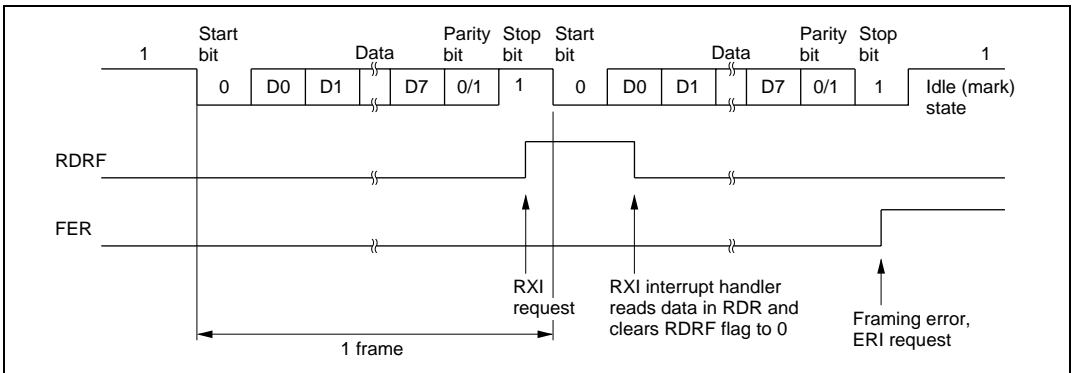 Start bit Parity bit Stop bit Start bit Parity bit Stop bit
1 Data Data 1
0 D0 D1 D7 0/1 1 0 D0 D1 D7 0/1 1 Idle (mark) state
RDRF
FER
RXI request
RXI interrupt handler
reads data in RDR and
clears RDRF flag to 0
Framing error,
ERI request
1 frame